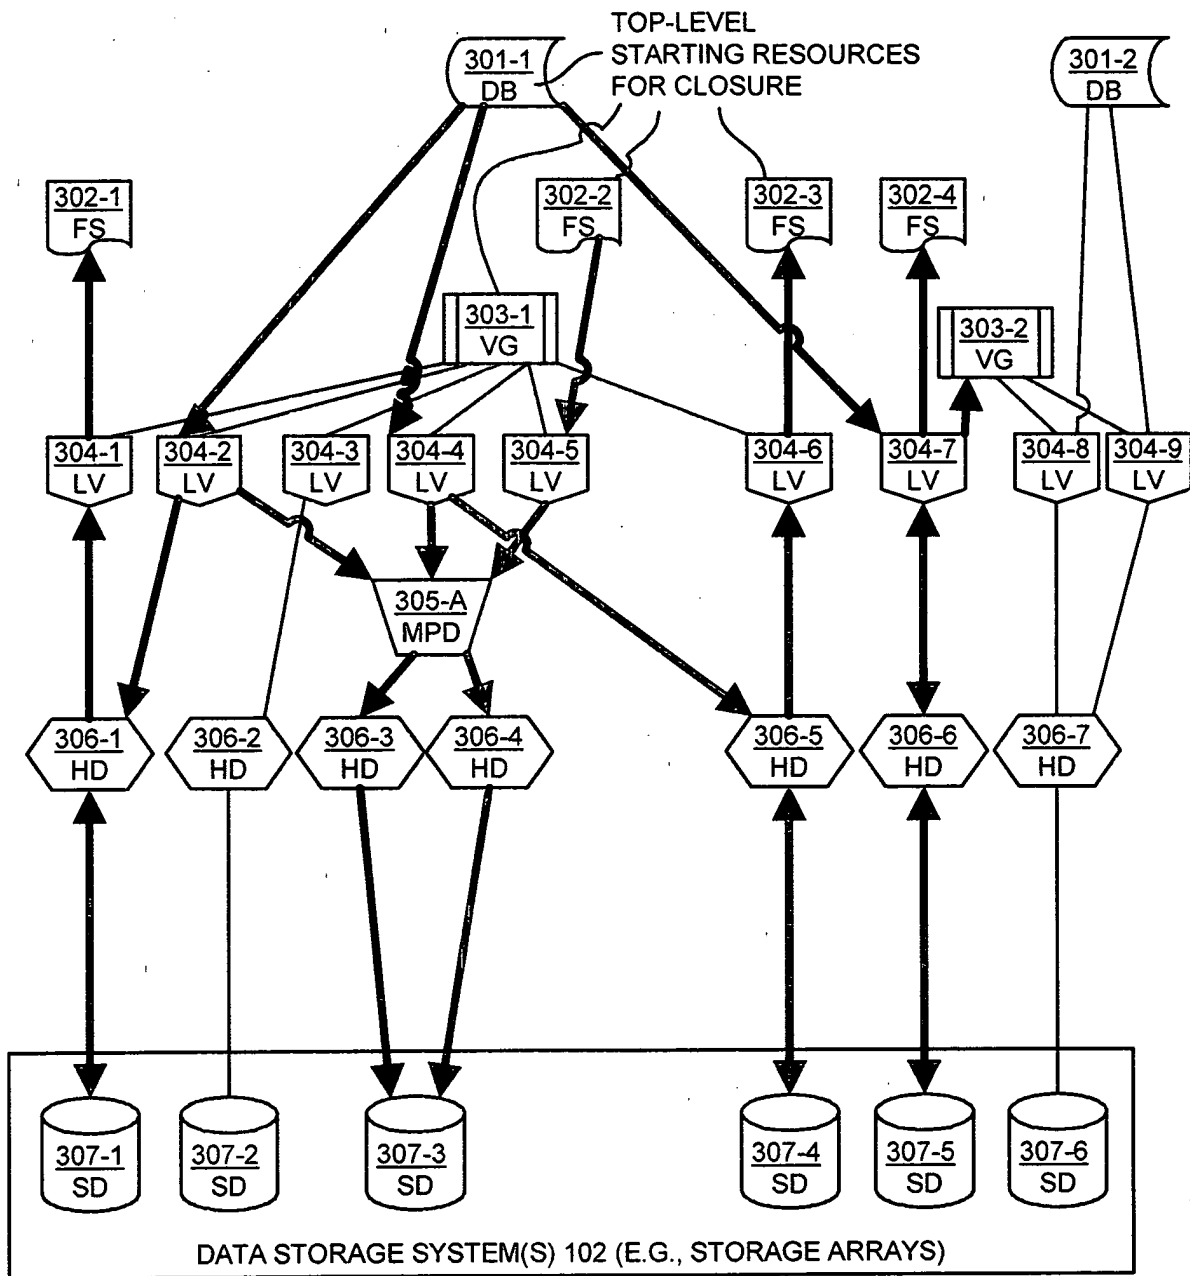 TOP-LEVEL
STARTING RESOURCES
FOR CLOSURE
301-1
DB
301-2
DB
302-1
FS
302-2
FS
302-3
FS
302-4
FS
303-1
VG
303-2
VG
304-1
LV
304-2
LV
304-3
LV
304-4
LV
304-5
LV
304-6
LV
304-7
LV
304-8
LV
304-9
LV
305-A
MPD
306-1
HD
306-2
HD
306-3
HD
306-4
HD
306-5
HD
306-6
HD
306-7
HD
307-1
SD
307-2
SD
307-3
SD
307-4
SD
307-5
SD
307-6
SD
DATA STORAGE SYSTEM(S) 102 (E.G., STORAGE ARRAYS)